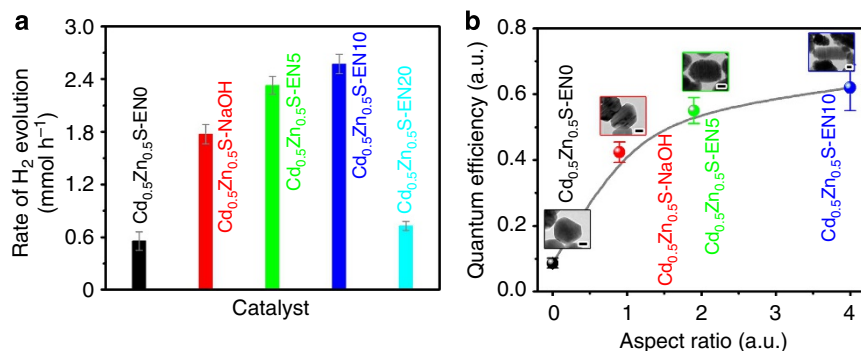 a
Rate of H2 evolution
(mmol h⁻¹)
3
2.4
1.8
1.2
0.6
0
Cd0.5Zn0.5S-EN0
Cd0.5Zn0.5S-NaOH
Cd0.5Zn0.5S-EN5
Cd0.5Zn0.5S-EN10
Cd0.5Zn0.5S-EN20
Catalyst
b
Quantum efficiency (a.u.)
0.8
0.6
0.4
0.2
0.0
Cd0.5Zn0.5S-EN0
Cd0.5Zn0.5S-NaOH
Cd0.5Zn0.5S-EN5
Cd0.5Zn0.5S-EN10
0
1
2
3
4
Aspect ratio (a.u.)